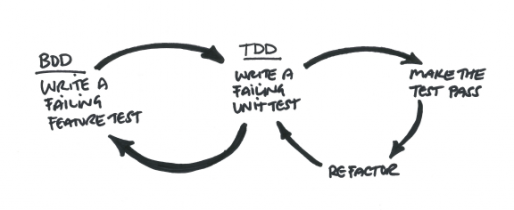 BDD
WRITE A
FAILING
FEATURE TEST
TDD
WRITE A
FAILING
UNIT TEST
MAKE THE
TEST PASS
REFACTOR